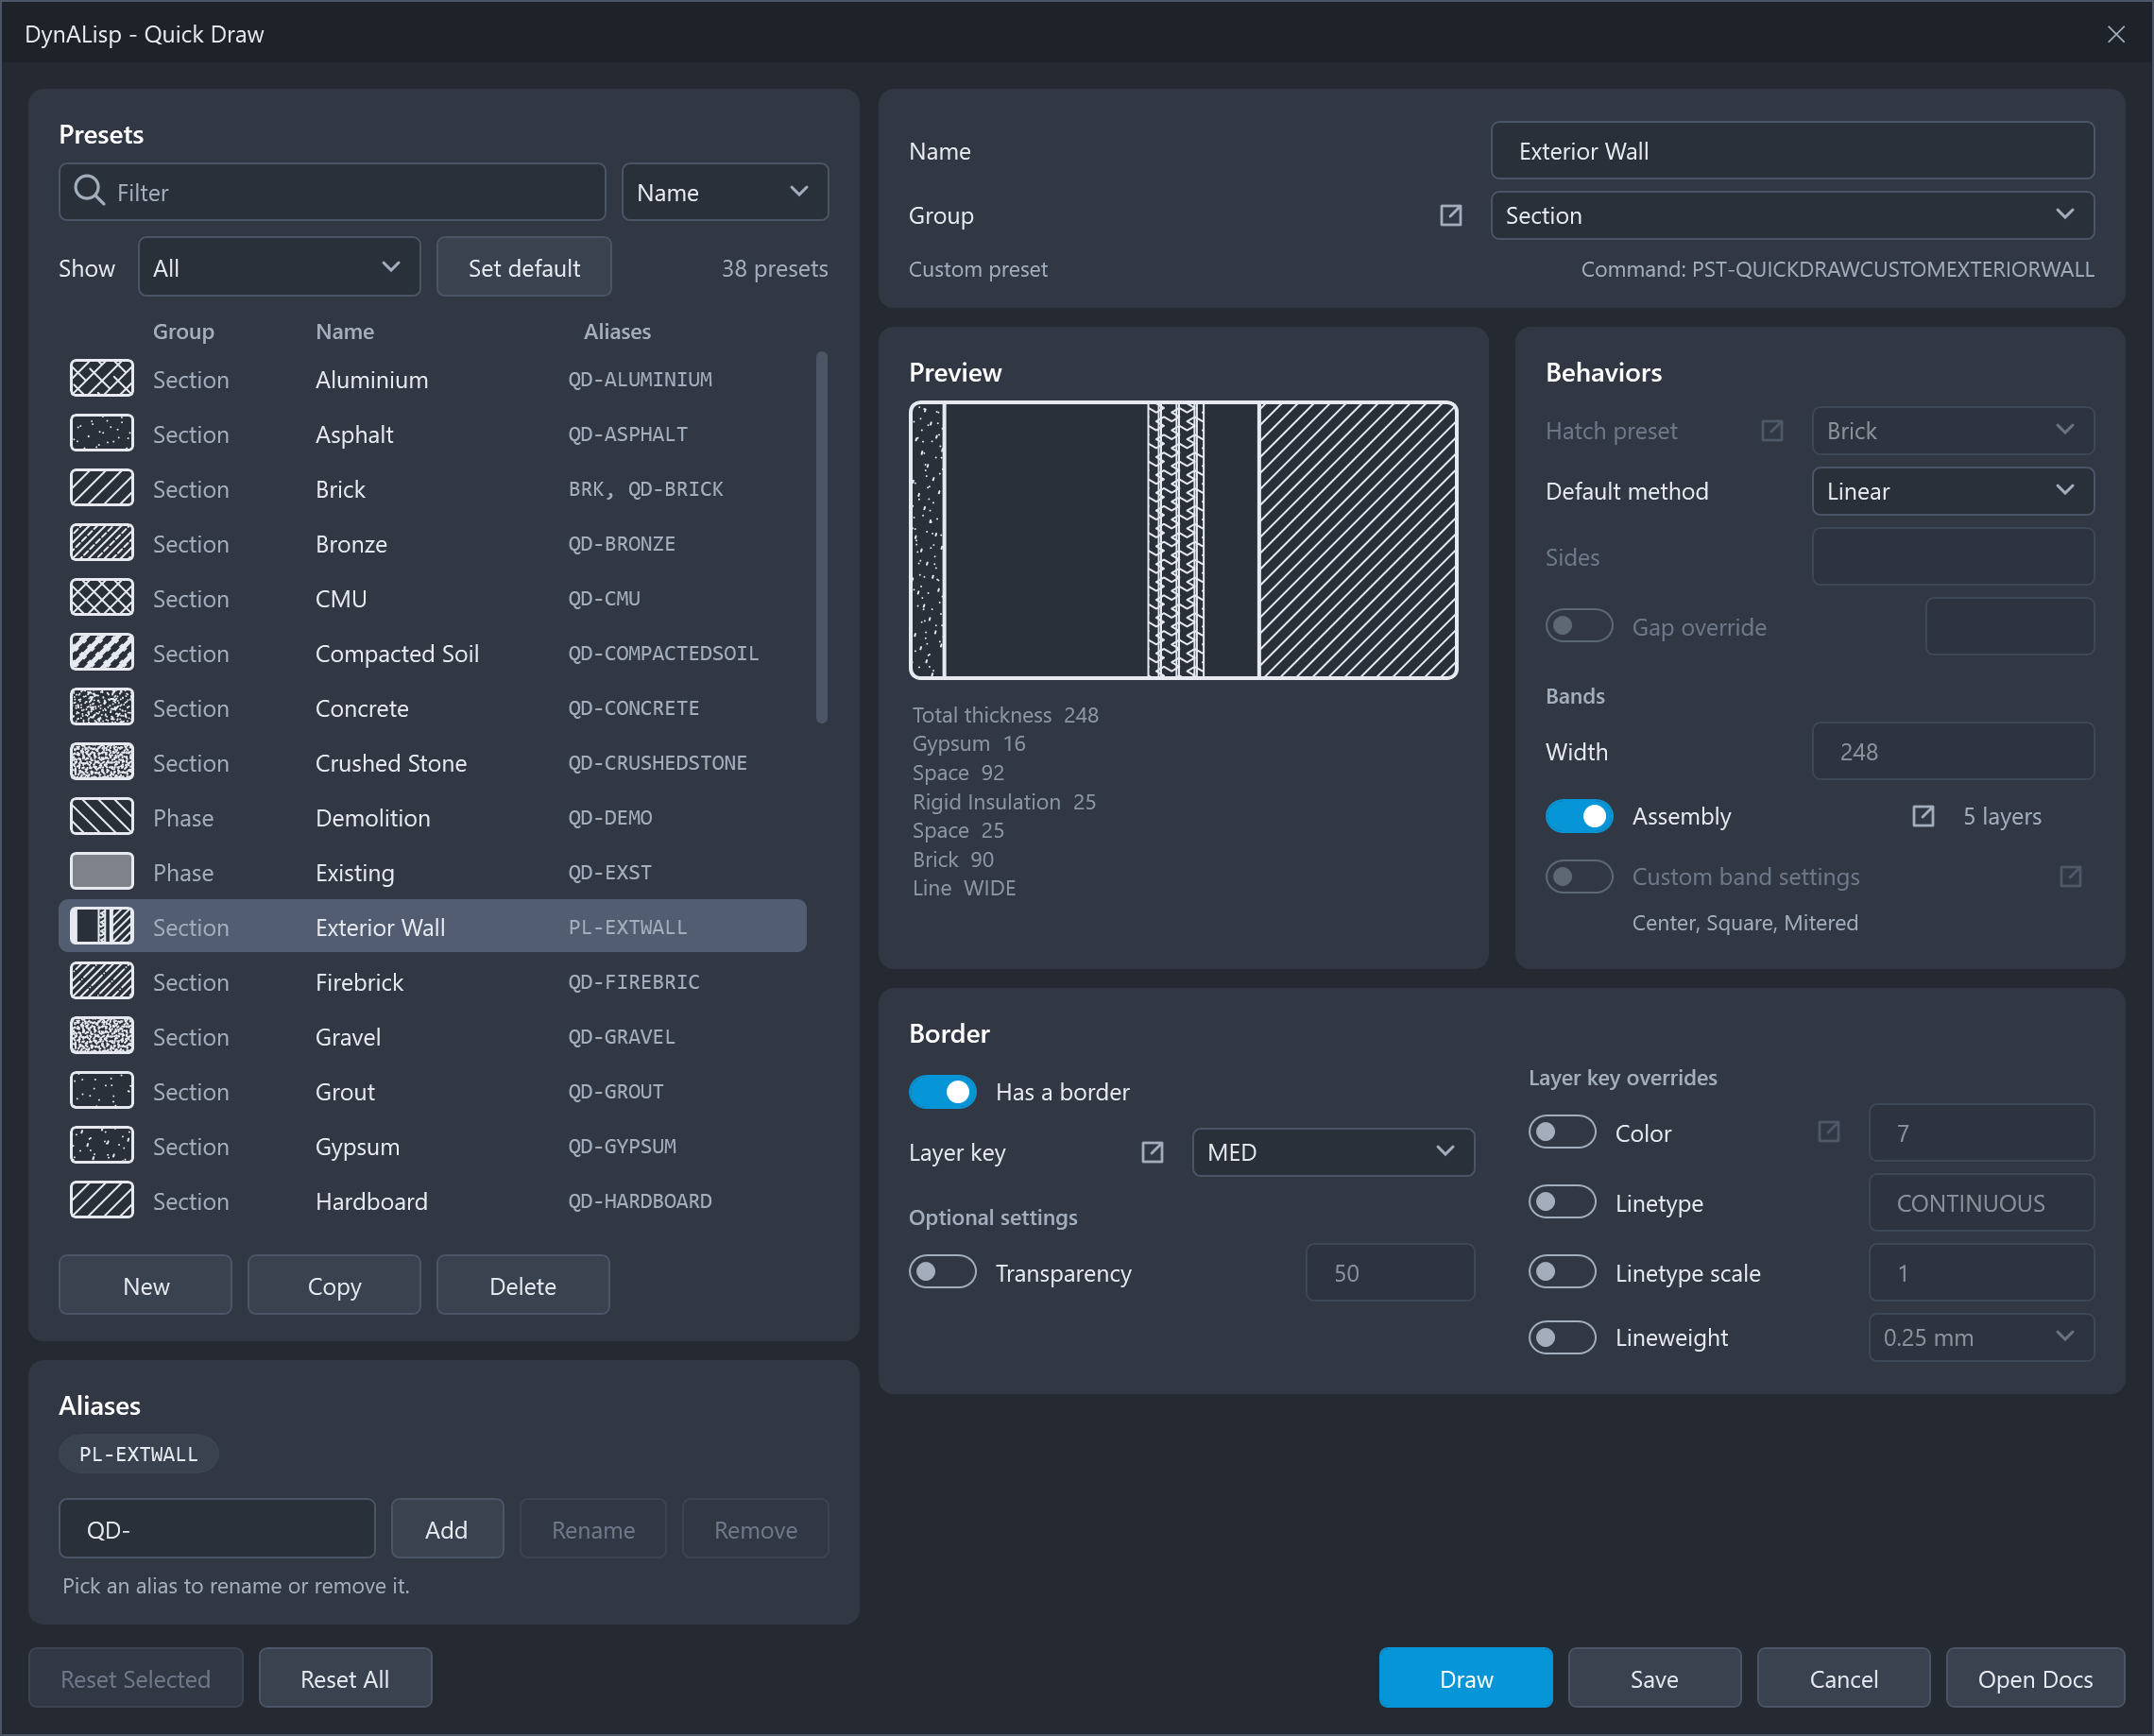 DynALisp - Quick Draw
Presets
Filter
Name
Show
All
Set default
38 presets
Group Name Aliases
Section Aluminium QD-ALUMINIUM
Section Asphalt QD-ASPHALT
Section Brick BRK, QD-BRICK
Section Bronze QD-BRONZE
Section CMU QD-CMU
Section Compacted Soil QD-COMPACTEDSOIL
Section Concrete QD-CONCRETE
Section Crushed Stone QD-CRUSHEDSTONE
Phase Demolition QD-DEMO
Phase Existing QD-EXST
Section Exterior Wall PL-EXTWALL
Section Firebrick QD-FIREBRIC
Section Gravel QD-GRAVEL
Section Grout QD-GROUT
Section Gypsum QD-GYPSUM
Section Hardboard QD-HARDBOARD
New
Copy
Delete
Aliases
PL-EXTWALL
QD-
Add
Rename
Remove
Pick an alias to rename or remove it.
Name Exterior Wall
Group Section
Custom preset
Command: PST-QUICKDRAWCUSTOMEXTERIORWALL
Preview
Total thickness 248
Gypsum 16
Space 92
Rigid Insulation 25
Space 25
Brick 90
Line WIDE
Behaviors
Hatch preset Brick
Default method Linear
Sides
Gap override
Bands
Width 248
Assembly 5 layers
Custom band settings
Center, Square, Mitered
Border
Has a border
Layer key MED
Optional settings
Transparency 50
Layer key overrides
Color 7
Linetype CONTINUOUS
Linetype scale 1
Lineweight 0.25 mm
Reset Selected
Reset All
Draw
Save
Cancel
Open Docs